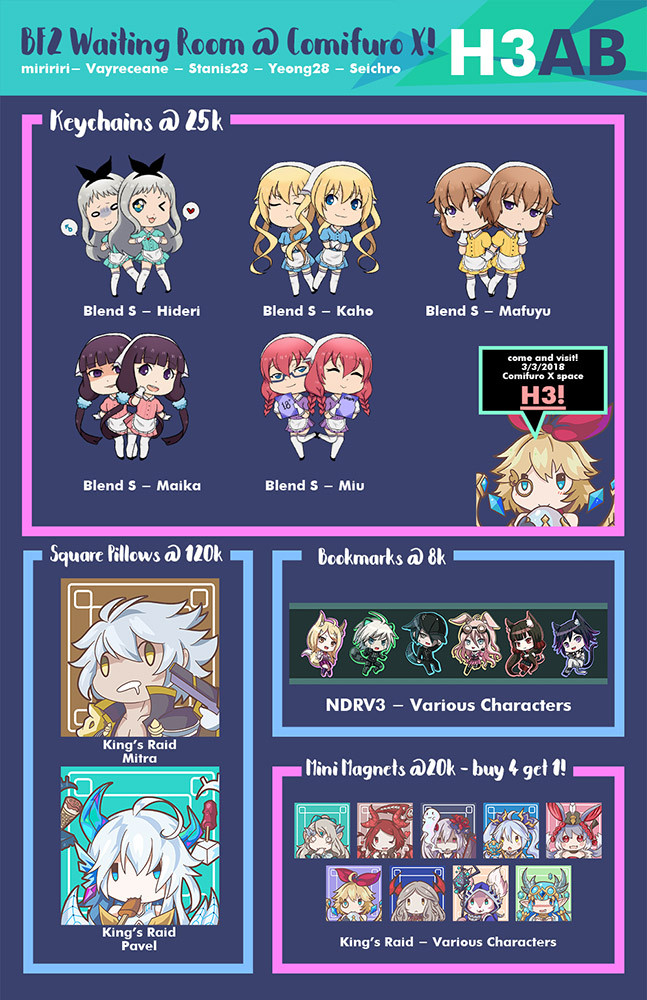 BF2 Waiting Room @ Comifuro X!
miririri– Vayreceane – Stanis23 – Yeong28 – Seichro
H3AB
Keychains @ 25k
Blend S – Hideri
Blend S – Kaho
Blend S – Mafuyu
Blend S – Maika
Blend S – Miu
18
come and visit!
3/3/2018
Comifuro X space
H3!
Square Pillows @ 120k
King's Raid
Mitra
King's Raid
Pavel
Bookmarks @ 8k
NDRV3 – Various Characters
Mini Magnets @20k - buy 4 get 1!
King's Raid – Various Characters